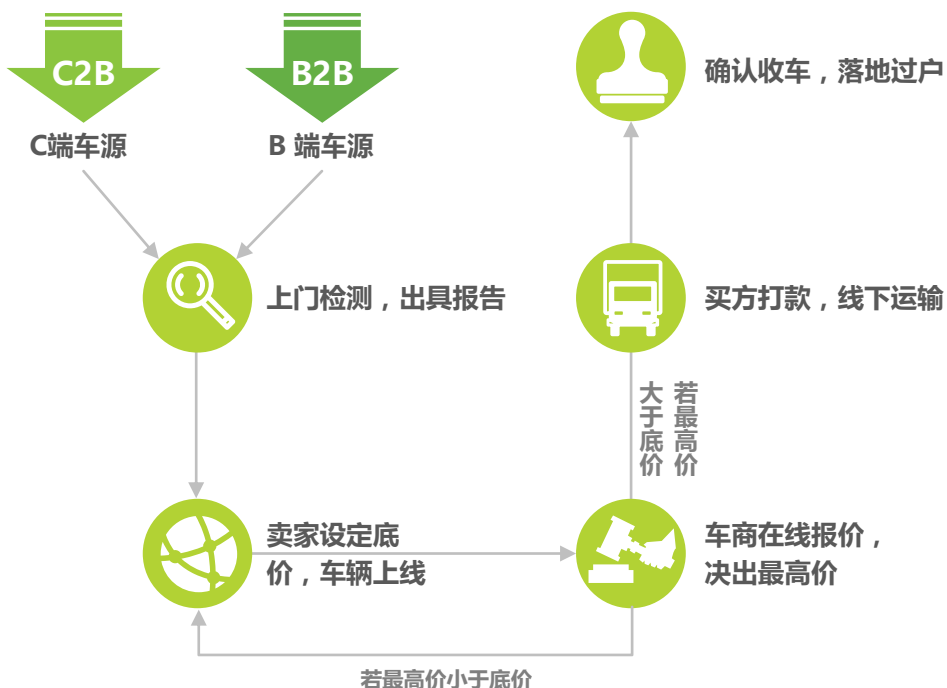 C2B
B2B
C端车源
B 端车源
上门检测，出具报告
卖家设定底
价，车辆上线
车商在线报价，
决出最高价
若最高价
大于底价
买方打款，线下运输
确认收车，落地过户
若最高价小于底价